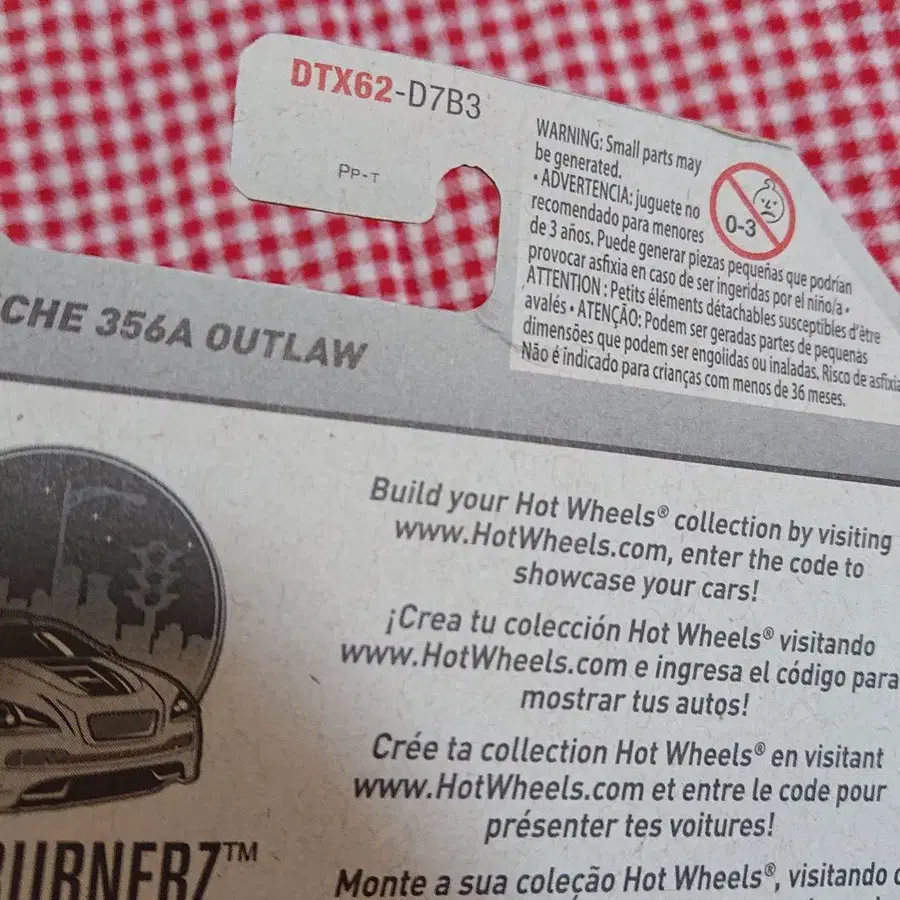 DTX62-D7B3
PP-T
WARNING: Small parts may
be generated.
• ADVERTENCIA: juguete no
recomendado para menores
de 3 años. Puede generar piezas pequeñas que podrían
provocar asfixia en caso de ser ingeridas por el niño/a •
ATTENTION : Petits éléments détachables susceptibles d'être
avalés • ATENÇÃO: Podem ser geradas partes de pequenas
dimensões que podem ser engolidas ou inaladas. Risco de asfixia
Não é indicado para crianças com menos de 36 meses.
0-3
CHE 356A OUTLAW
Build your Hot Wheels® collection by visiting
www.HotWheels.com, enter the code to
showcase your cars!
¡Crea tu colección Hot Wheels® visitando
www.HotWheels.com e ingresa el código para
mostrar tus autos!
Crée ta collection Hot Wheels® en visitant
www.HotWheels.com et entre le code pour
présenter tes voitures!
Monte a sua coleção Hot Wheels®, visitando
BURNERZ™